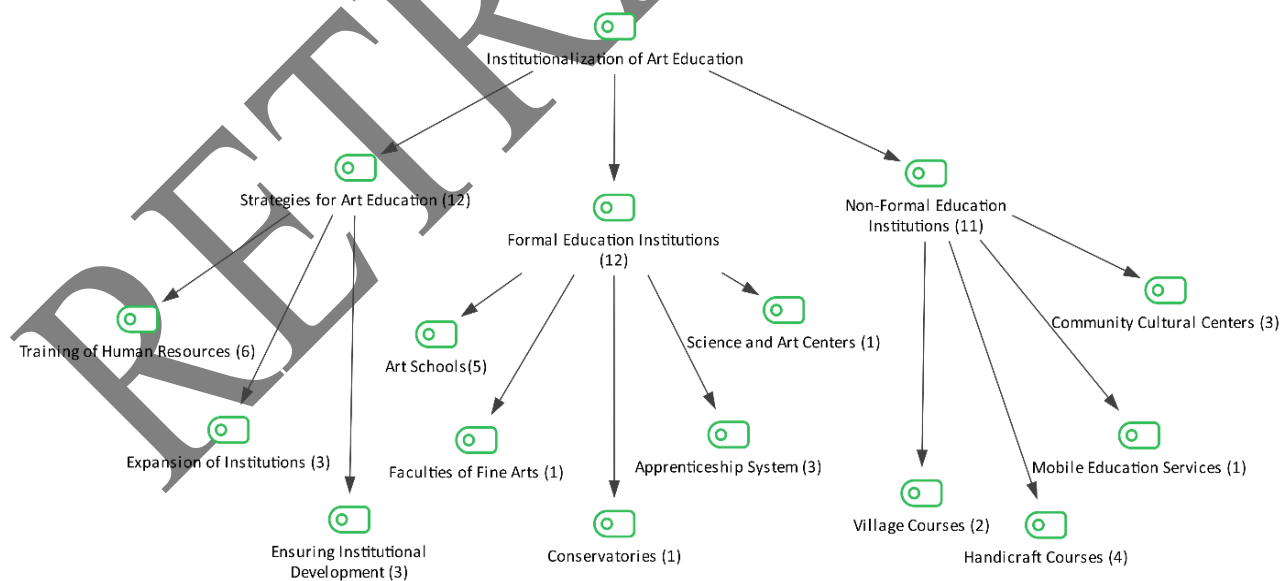 RETR
Institutionalization of Art Education
Strategies for Art Education (12)
Formal Education Institutions
(12)
Non-Formal Education
Institutions (11)
Training of Human Resources (6)
Expansion of Institutions (3)
Ensuring Institutional
Development (3)
Art Schools(5)
Faculties of Fine Arts (1)
Conservatories (1)
Apprenticeship System (3)
Science and Art Centers (1)
Village Courses (2)
Handicraft Courses (4)
Mobile Education Services (1)
Community Cultural Centers (3)